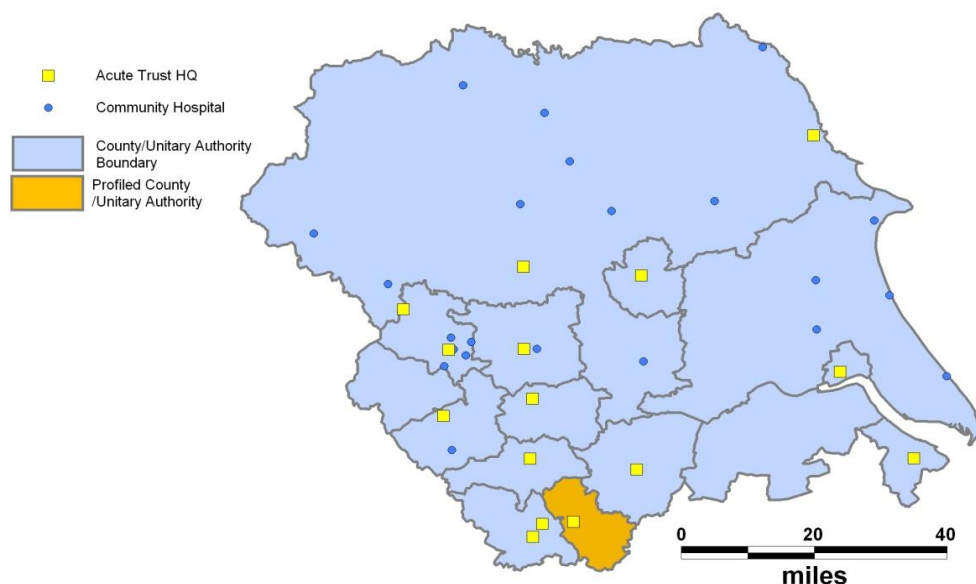 Acute Trust HQ
Community Hospital
County/Unitary Authority
Boundary
Profiled County
/Unitary Authority
0 20 40
miles